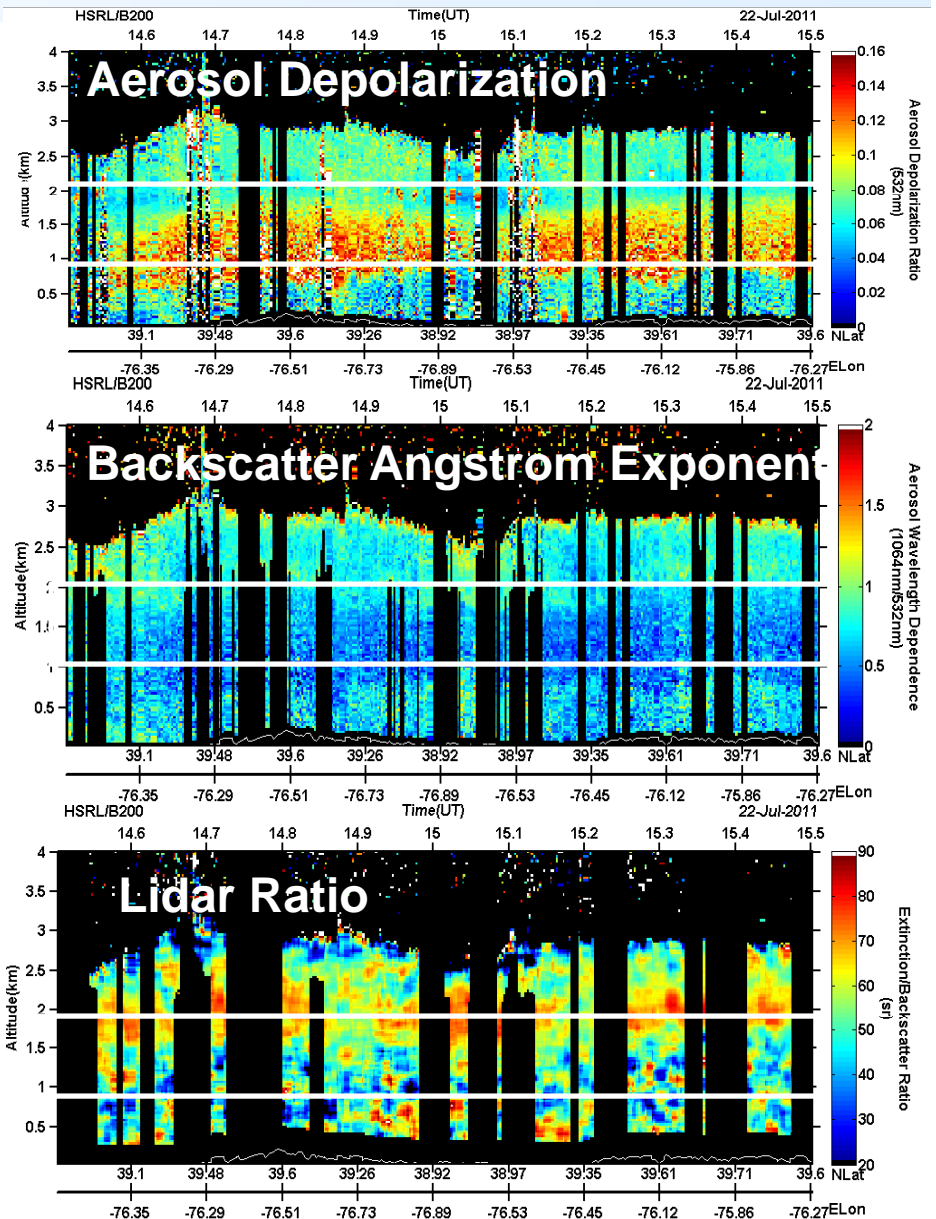 HSRL/B200 Time(UT) 22-Jul-2011
14.6 14.7 14.8 14.9 15 15.1 15.2 15.3 15.4 15.5
Aerosol Depolarization
4
3.5
3
2.5
2
1.5
1
0.5
(km)
0.16
0.14
0.12
0.1
0.08
0.06
0.04
0.02
0
Aerosol Depolarization Ratio
(532nm)
39.1 39.48 39.6 39.26 38.92 38.97 39.35 39.61 39.71 39.6 NLat
-76.35 -76.29 -76.51 -76.73 -76.89 -76.53 -76.45 -76.12 -75.86 -76.27 ELon
HSRL/B200 Time(UT) 22-Jul-2011
14.6 14.7 14.8 14.9 15 15.1 15.2 15.3 15.4 15.5
Backscatter Angstrom Exponent
4
3.5
3
2.5
0.5
Altitude(km)
2
1.5
1
0.5
0
Aerosol Wavelength Dependence
(1064nm/532nm)
39.1 39.48 39.6 39.26 38.92 38.97 39.35 39.61 39.71 39.6 NLat
-76.35 -76.29 -76.51 -76.73 -76.89 -76.53 -76.45 -76.12 -75.86 -76.27 ELon
HSRL/B200 Time(UT) 22-Jul-2011
14.6 14.7 14.8 14.9 15 15.1 15.2 15.3 15.4 15.5
Lidar Ratio
4
3.5
3
2.5
2
1.5
1
0.5
Altitude(km)
90
80
70
60
50
40
30
20
Extinction/Backscatter Ratio
(sr)
39.1 39.48 39.6 39.26 38.92 38.97 39.35 39.61 39.71 39.6 NLat
-76.35 -76.29 -76.51 -76.73 -76.89 -76.53 -76.45 -76.12 -75.86 -76.27 ELon